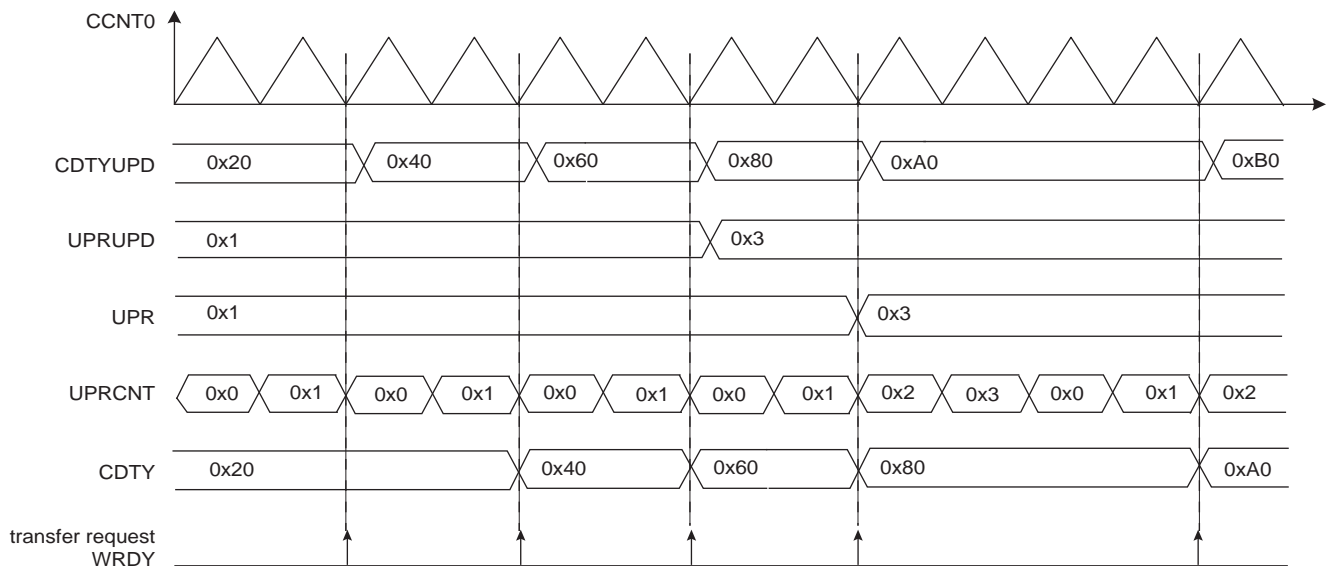 CCNT0
CDTYUPD 0x20 0x40 0x60 0x80 0xA0 0xB0
UPRUPD 0x1 0x3
UPR 0x1 0x3
UPRCNT 0x0 0x1 0x0 0x1 0x0 0x1 0x0 0x1 0x2 0x3 0x0 0x1 0x2
CDTY 0x20 0x40 0x60 0x80 0xA0
transfer request
WRDY